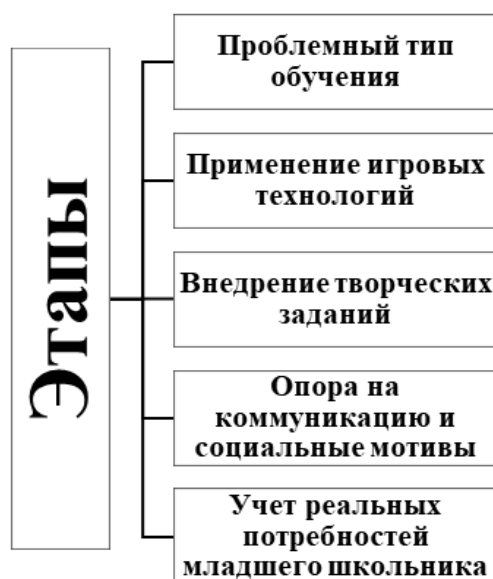 Этапы
Проблемный тип
обучения
Применение игровых
технологий
Внедрение творческих
заданий
Опора на
коммуникацию и
социальные мотивы
Учет реальных
потребностей
младшего школьника